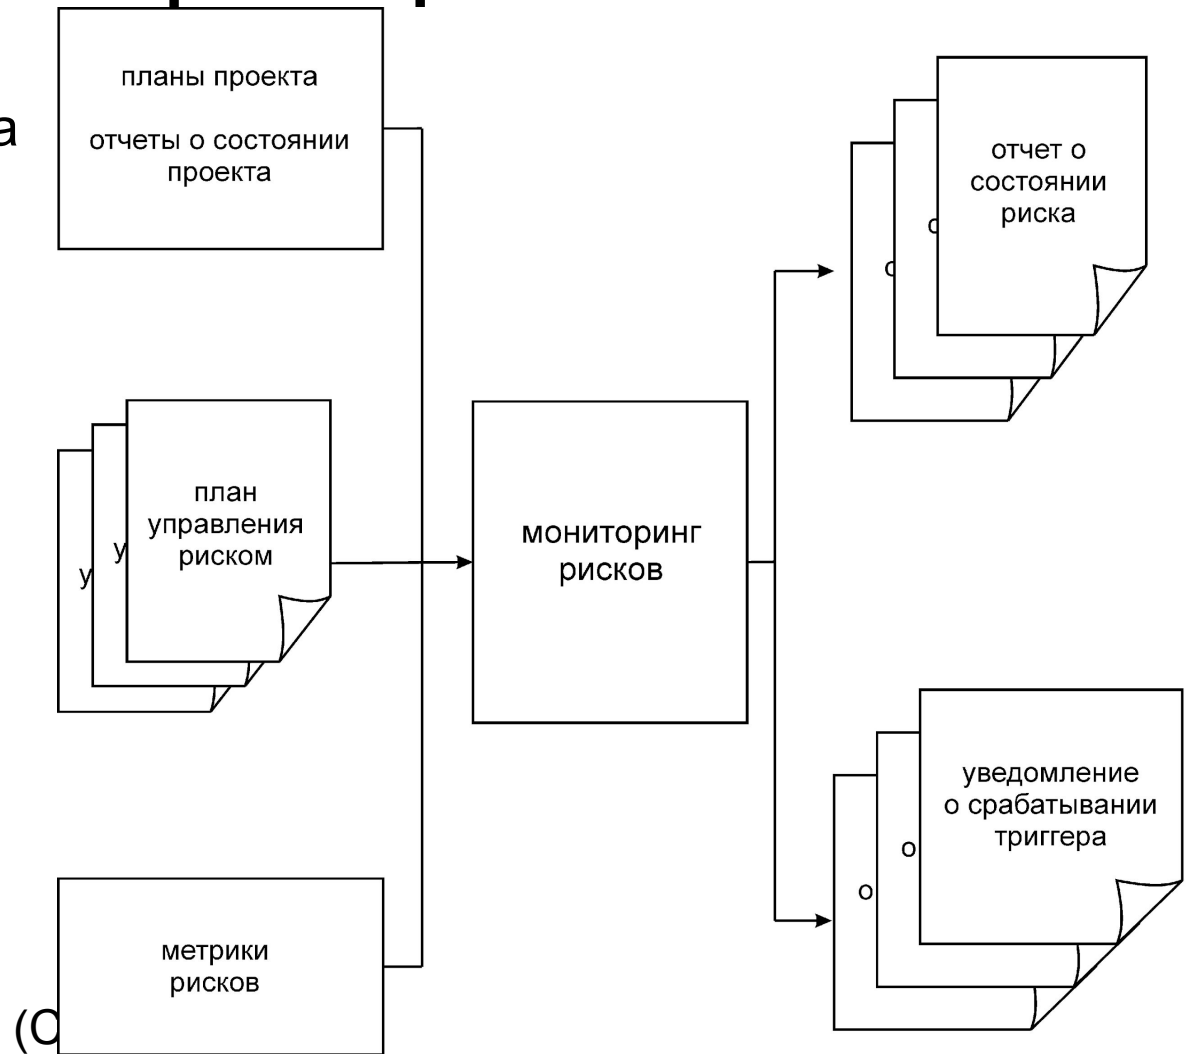 планы проекта
отчеты о состоянии
проекта
а
отчет о
состоянии
риска
о
о
план
управления
риском
у
у
мониторинг
рисков
уведомление
о срабатывании
триггера
о
о
метрики
рисков
(О